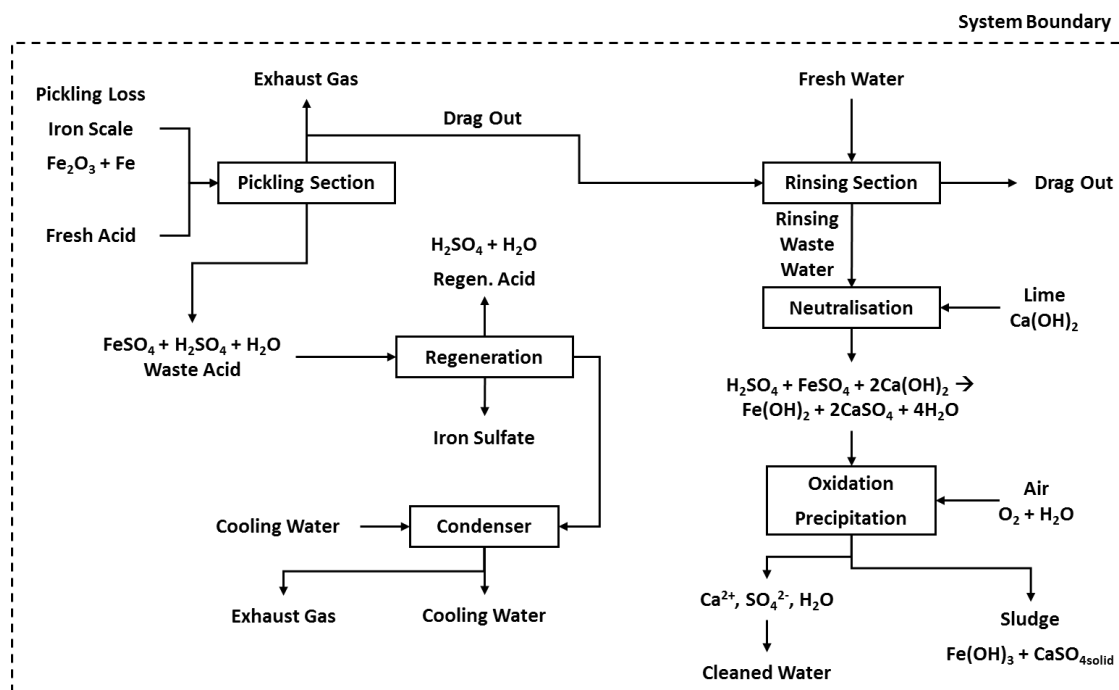 System Boundary
Exhaust Gas
Fresh Water
Pickling Loss
Iron Scale
Fe₂O₃ + Fe
Drag Out
Pickling Section
Rinsing Section
Drag Out
Fresh Acid
Rinsing
Waste
Water
H₂SO₄ + H₂O
Regen. Acid
Neutralisation
Lime
Ca(OH)₂
FeSO₄ + H₂SO₄ + H₂O
Waste Acid
Regeneration
H₂SO₄ + FeSO₄ + 2Ca(OH)₂ →
Fe(OH)₂ + 2CaSO₄ + 4H₂O
Iron Sulfate
Oxidation
Precipitation
Air
O₂ + H₂O
Cooling Water
Condenser
Exhaust Gas
Cooling Water
Ca²⁺, SO₄²⁻, H₂O
Cleaned Water
Sludge
Fe(OH)₃ + CaSO₄solid